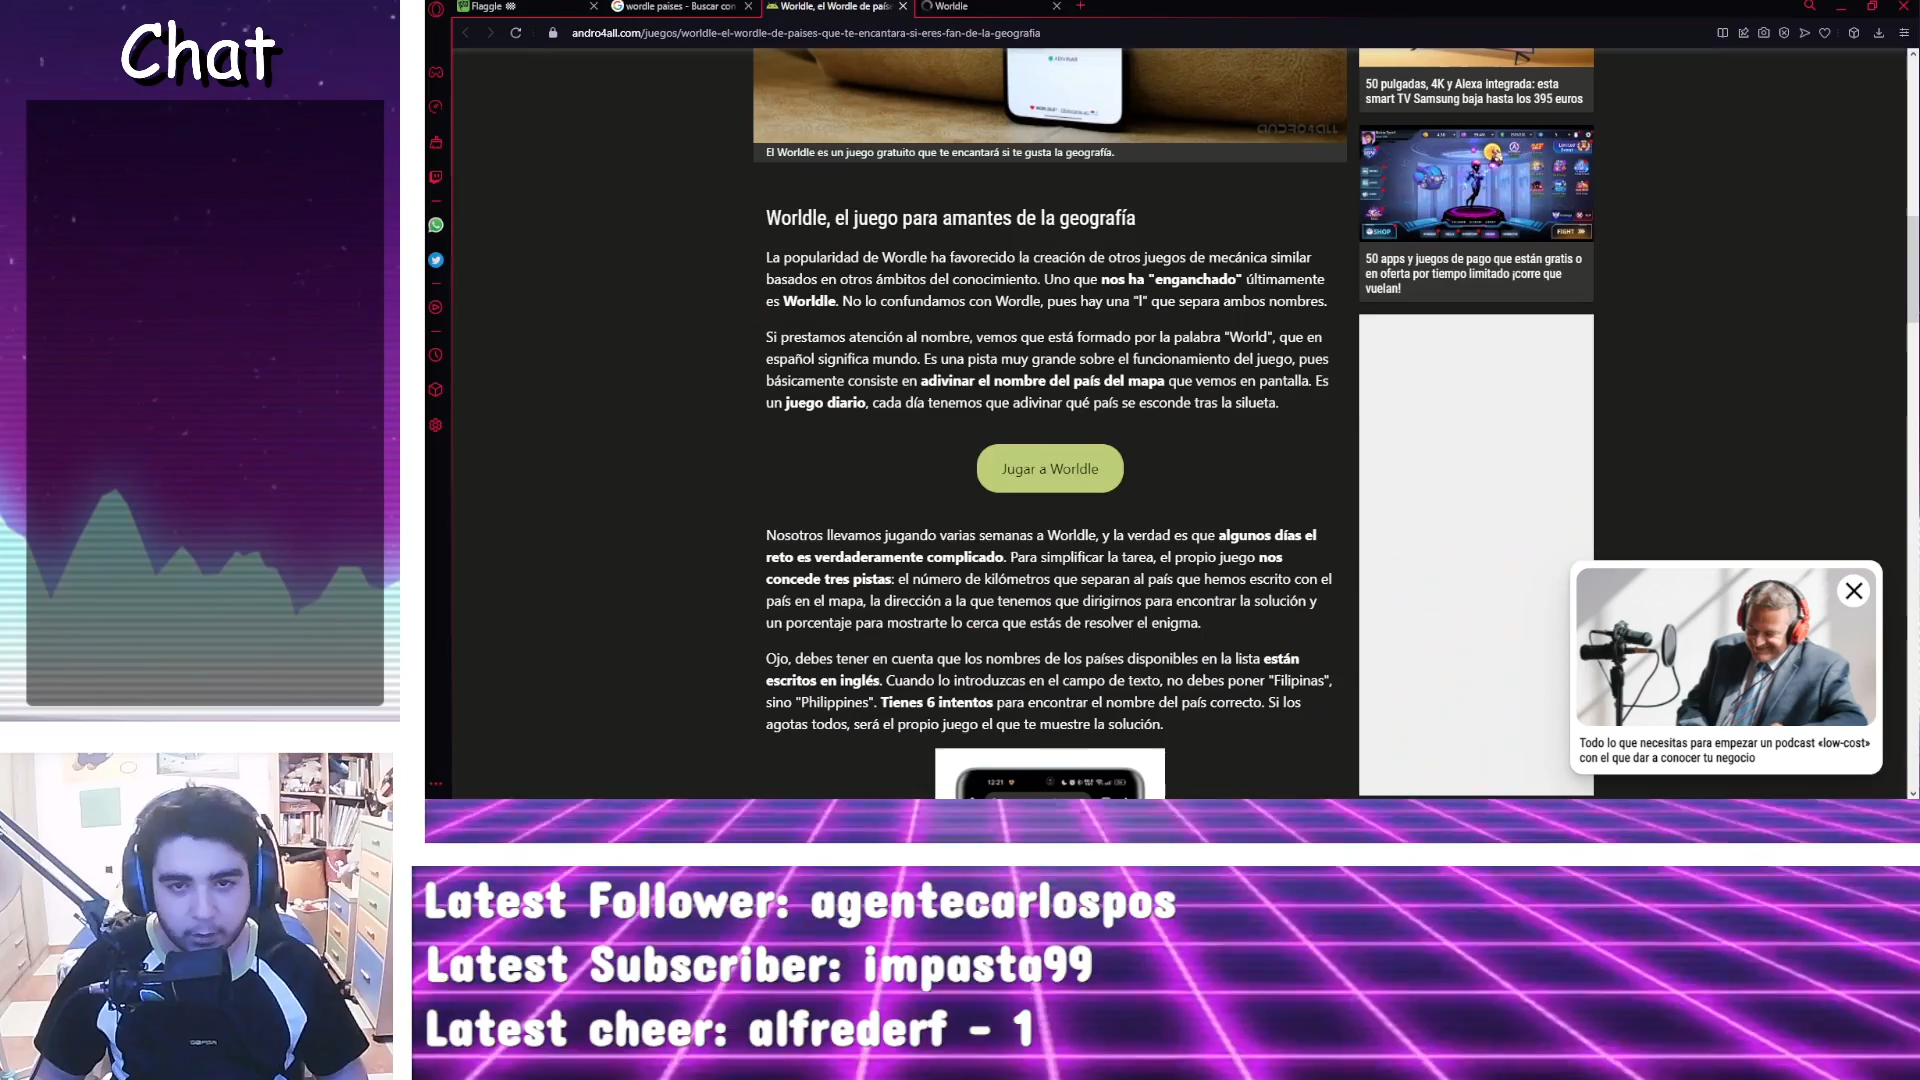 Chat
Flaggle
wordle paises - Buscar con
Worldle, el Wordle de país
Worldle
andro4all.com/juegos/worldle-el-wordle-de-paises-que-te-encantara-si-eres-fan-de-la-geografia
ADIVINAR
ANDRO4ALL
El Worldle es un juego gratuito que te encantará si te gusta la geografía.
Worldle, el juego para amantes de la geografía
La popularidad de Wordle ha favorecido la creación de otros juegos de mecánica similar
basados en otros ámbitos del conocimiento. Uno que nos ha "enganchado" últimamente
es Worldle. No lo confundamos con Wordle, pues hay una "l" que separa ambos nombres.
Si prestamos atención al nombre, vemos que está formado por la palabra "World", que en
español significa mundo. Es una pista muy grande sobre el funcionamiento del juego, pues
básicamente consiste en adivinar el nombre del país del mapa que vemos en pantalla. Es
un juego diario, cada día tenemos que adivinar qué país se esconde tras la silueta.
Jugar a Worldle
Nosotros llevamos jugando varias semanas a Worldle, y la verdad es que algunos días el
reto es verdaderamente complicado. Para simplificar la tarea, el propio juego nos
concede tres pistas: el número de kilómetros que separan al país que hemos escrito con el
país en el mapa, la dirección a la que tenemos que dirigirnos para encontrar la solución y
un porcentaje para mostrarte lo cerca que estás de resolver el enigma.
Ojo, debes tener en cuenta que los nombres de los países disponibles en la lista están
escritos en inglés. Cuando lo introduzcas en el campo de texto, no debes poner "Filipinas",
sino "Philippines". Tienes 6 intentos para encontrar el nombre del país correcto. Si los
agotas todos, será el propio juego el que te muestre la solución.
12:21
50 pulgadas, 4K y Alexa integrada: esta
smart TV Samsung baja hasta los 395 euros
SHOP
FIGHT
50 apps y juegos de pago que están gratis o
en oferta por tiempo limitado ¡corre que
vuelan!
Todo lo que necesitas para empezar un podcast «low-cost»
con el que dar a conocer tu negocio
Latest Follower: agentecarlospos
Latest Subscriber: impasta99
Latest cheer: alfrederf - 1